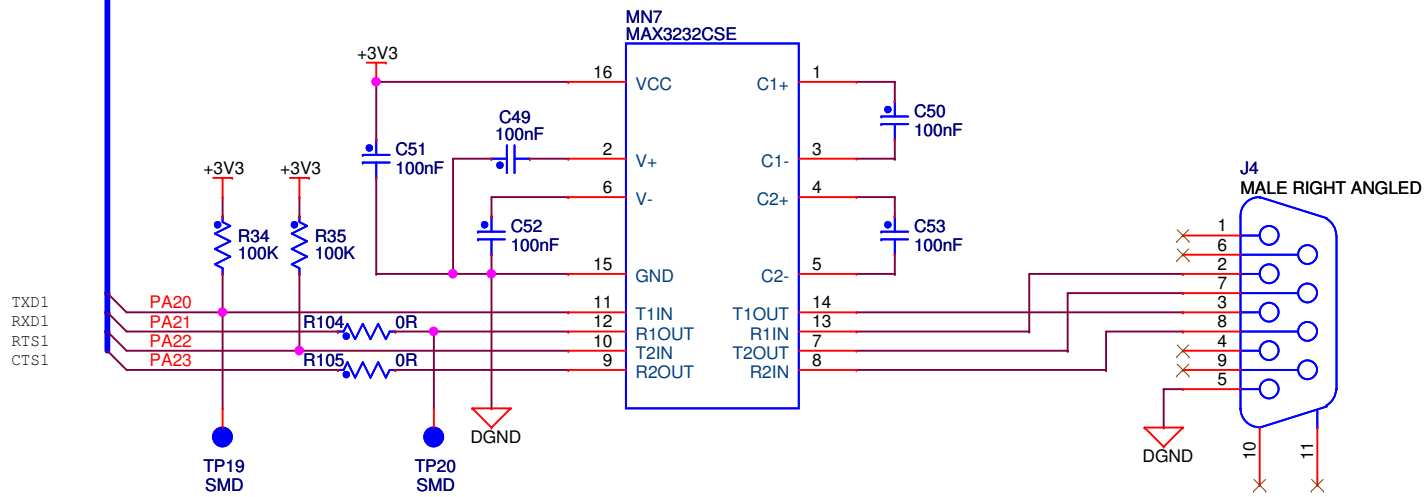 MN7
MAX3232CSE
+3V3
16
VCC
C1+
1
C50
100nF
C49
100nF
C51
100nF
2
V+
C1-
3
+3V3
+3V3
6
V-
C2+
4
J4
MALE RIGHT ANGLED
R34
100K
R35
100K
C52
100nF
C53
100nF
1
6
15
GND
C2-
5
2
7
TXD1
PA20
11
T1IN
T1OUT
14
3
RXD1
PA21
R104
0R
12
R1OUT
R1IN
13
8
RTS1
PA22
10
T2IN
T2OUT
7
4
CTS1
PA23
R105
0R
9
R2OUT
R2IN
8
9
5
DGND
DGND
10
11
TP19
SMD
TP20
SMD